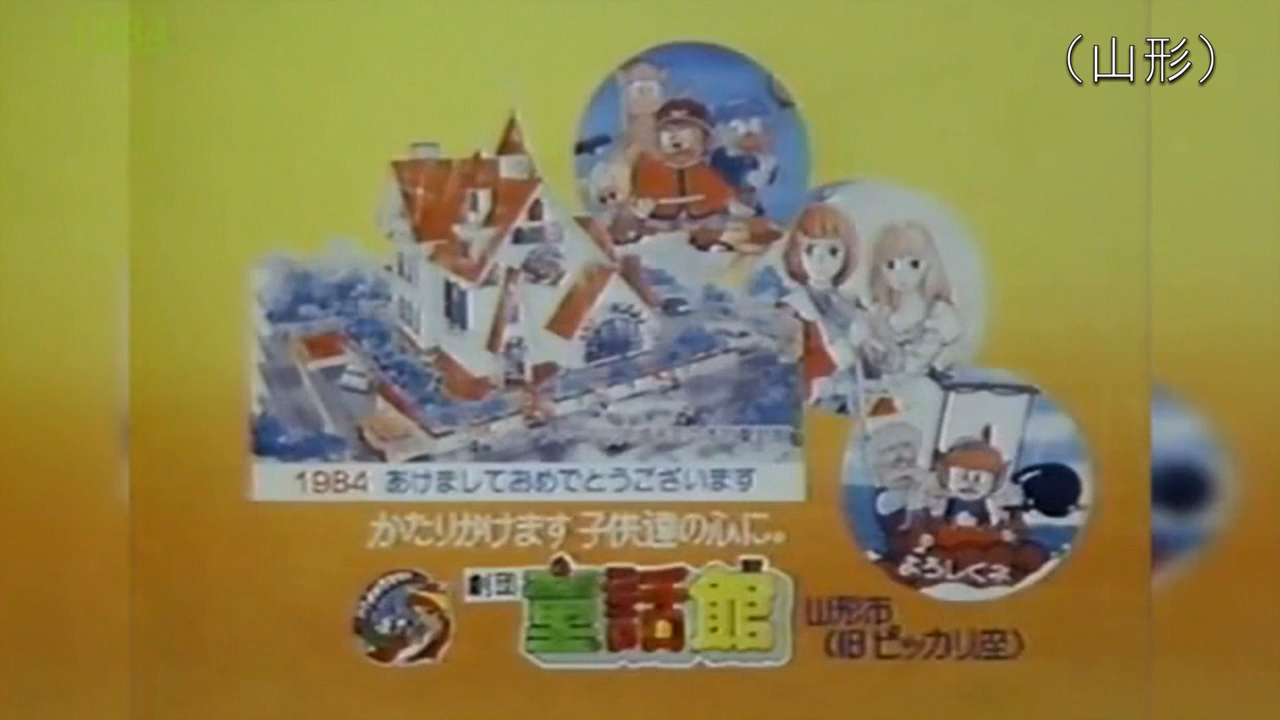 1984
（山形）
1984 あけましておめでとうございます
かたりかけます子供達の心に。
よろしくネ
劇団 童話館
山形市
（旧ピッカリ座）